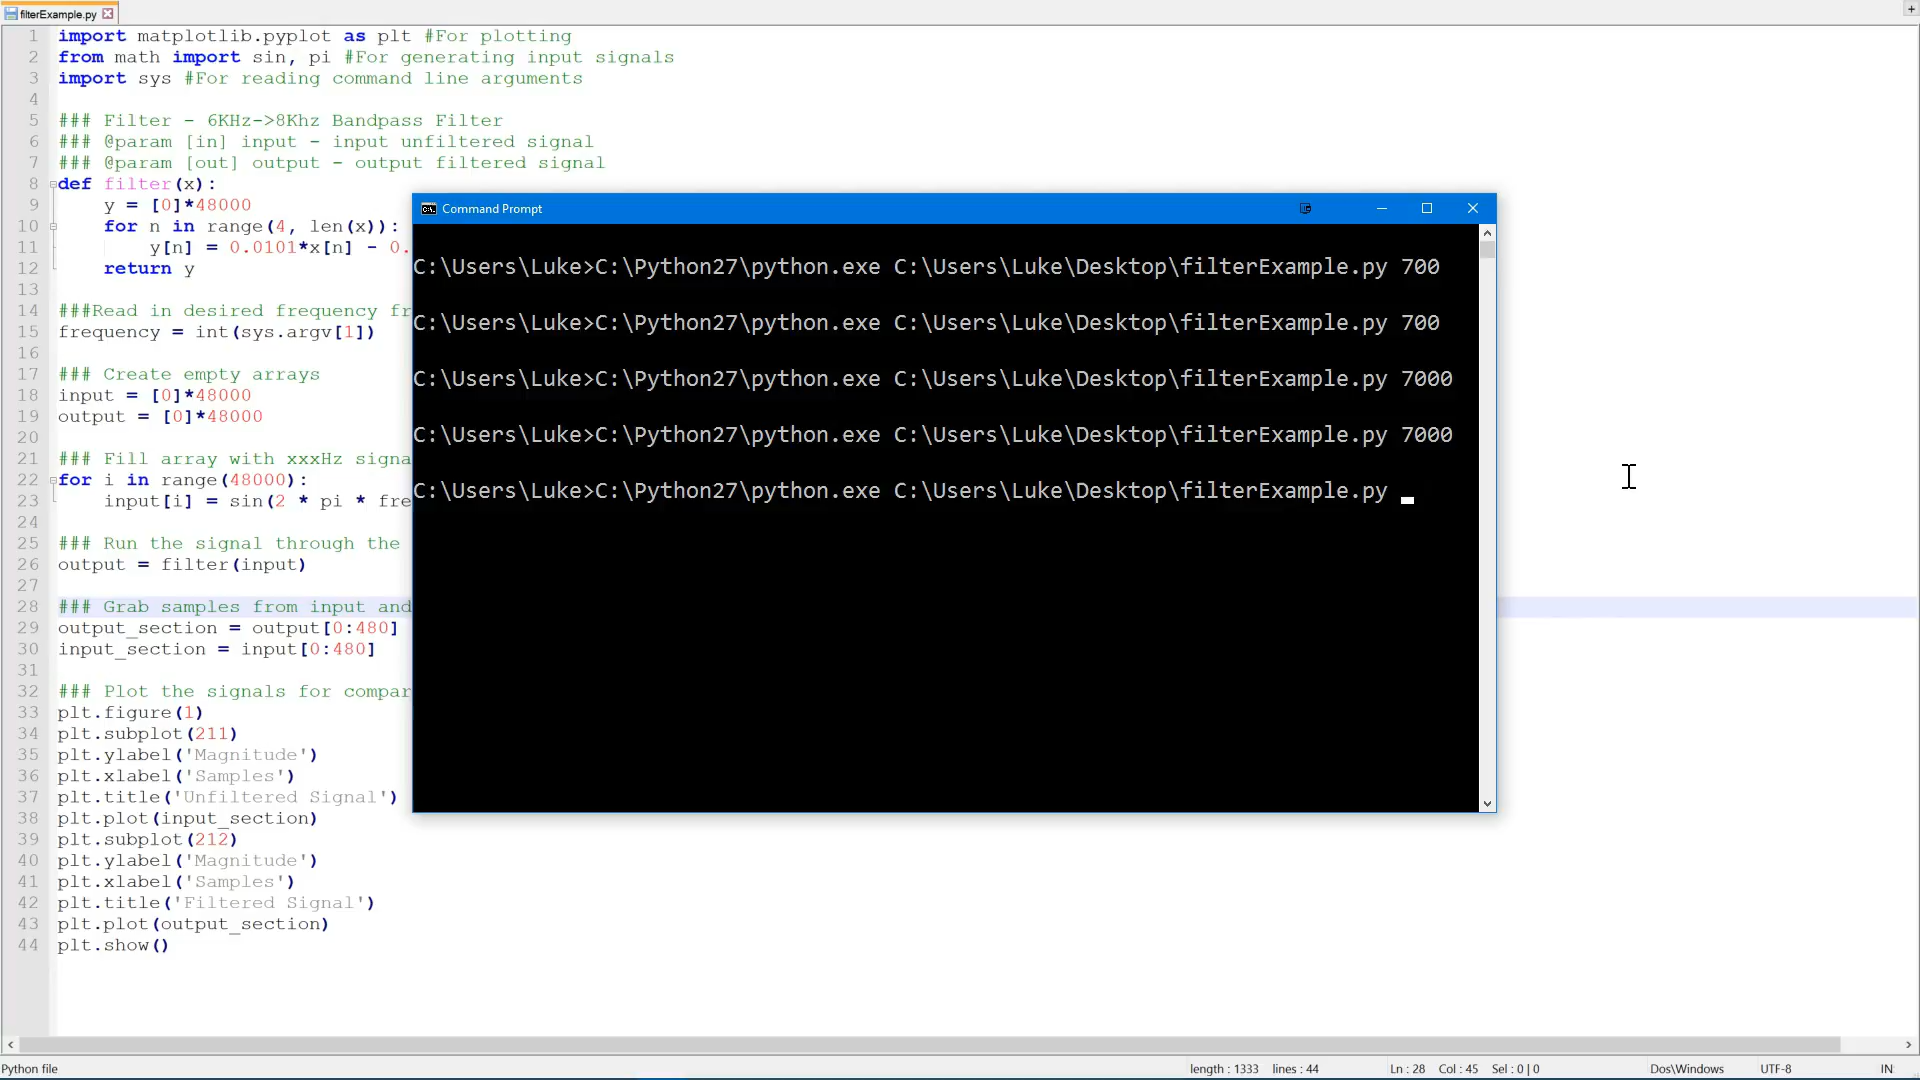 filterExample.py
1 import matplotlib.pyplot as plt #For plotting
2 from math import sin, pi #For generating input signals
3 import sys #For reading command line arguments
4
5 ### Filter - 6KHz->8Khz Bandpass Filter
6 ### @param [in] input - input unfiltered signal
7 ### @param [out] output - output filtered signal
8 def filter(x):
9 y = [0]*48000
10 for n in range(4, len(x)):
11 y[n] = 0.0101*x[n] - 0.
12 return y
13
14 ###Read in desired frequency fr
15 frequency = int(sys.argv[1])
16
17 ### Create empty arrays
18 input = [0]*48000
19 output = [0]*48000
20
21 ### Fill array with xxxHz signa
22 for i in range(48000):
23 input[i] = sin(2 * pi * fre
24
25 ### Run the signal through the
26 output = filter(input)
27
28 ### Grab samples from input and
29 output_section = output[0:480]
30 input_section = input[0:480]
31
32 ### Plot the signals for compar
33 plt.figure(1)
34 plt.subplot(211)
35 plt.ylabel('Magnitude')
36 plt.xlabel('Samples')
37 plt.title('Unfiltered Signal')
38 plt.plot(input_section)
39 plt.subplot(212)
40 plt.ylabel('Magnitude')
41 plt.xlabel('Samples')
42 plt.title('Filtered Signal')
43 plt.plot(output_section)
44 plt.show()
Command Prompt
C:\Users\Luke>C:\Python27\python.exe C:\Users\Luke\Desktop\filterExample.py 700
C:\Users\Luke>C:\Python27\python.exe C:\Users\Luke\Desktop\filterExample.py 700
C:\Users\Luke>C:\Python27\python.exe C:\Users\Luke\Desktop\filterExample.py 7000
C:\Users\Luke>C:\Python27\python.exe C:\Users\Luke\Desktop\filterExample.py 7000
C:\Users\Luke>C:\Python27\python.exe C:\Users\Luke\Desktop\filterExample.py
Python file length : 1333 lines : 44 Ln : 28 Col : 45 Sel : 0 | 0 Dos\Windows UTF-8 IN